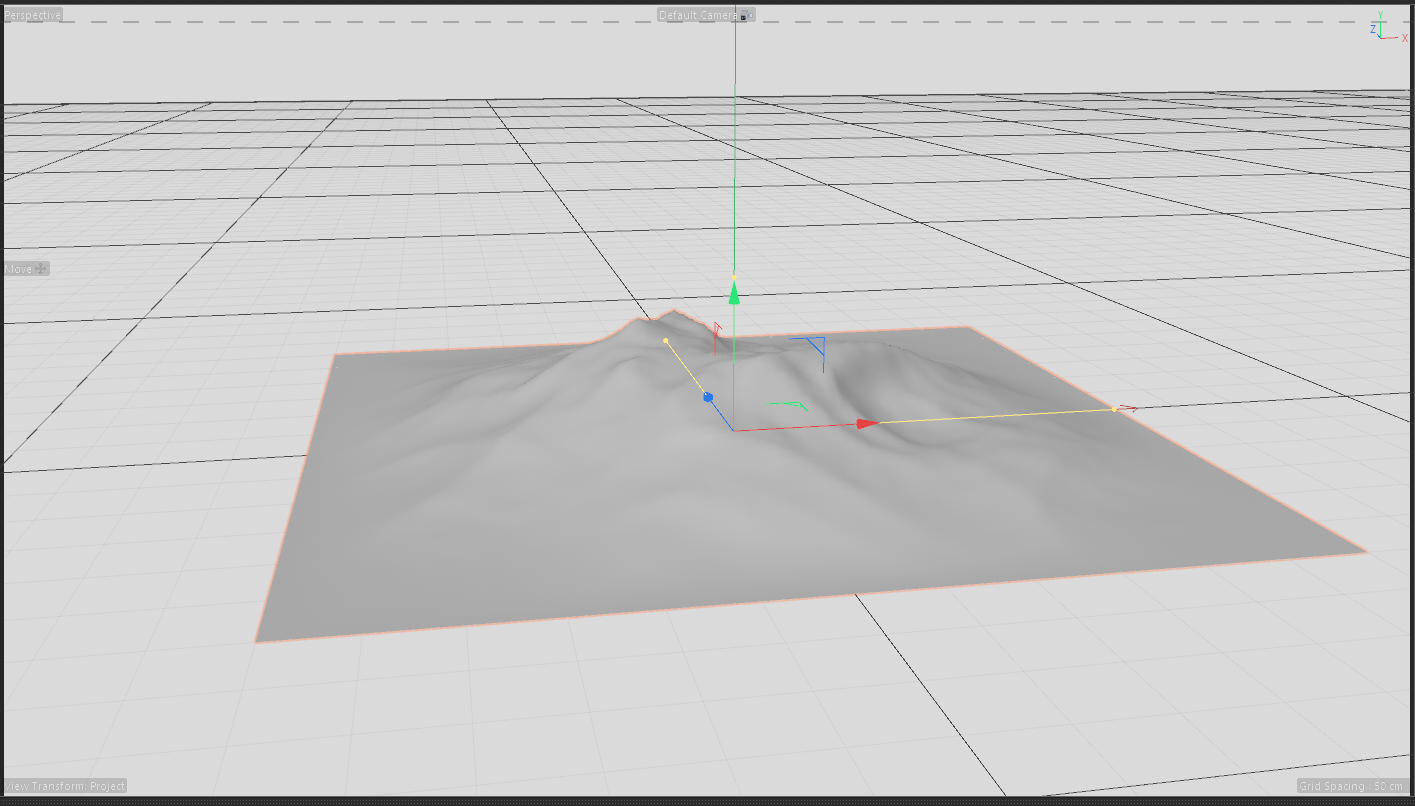 Perspective
Default Camera
Y
Z
X
Move
View Transform: Project
Grid Spacing : 50 cm